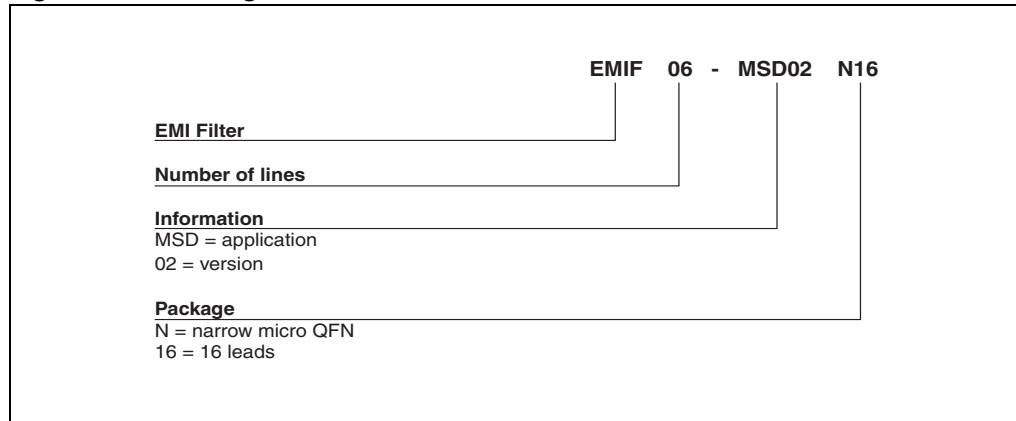 EMIF 06 - MSD02 N16
EMI Filter
Number of lines
Information
MSD = application
02 = version
Package
N = narrow micro QFN
16 = 16 leads